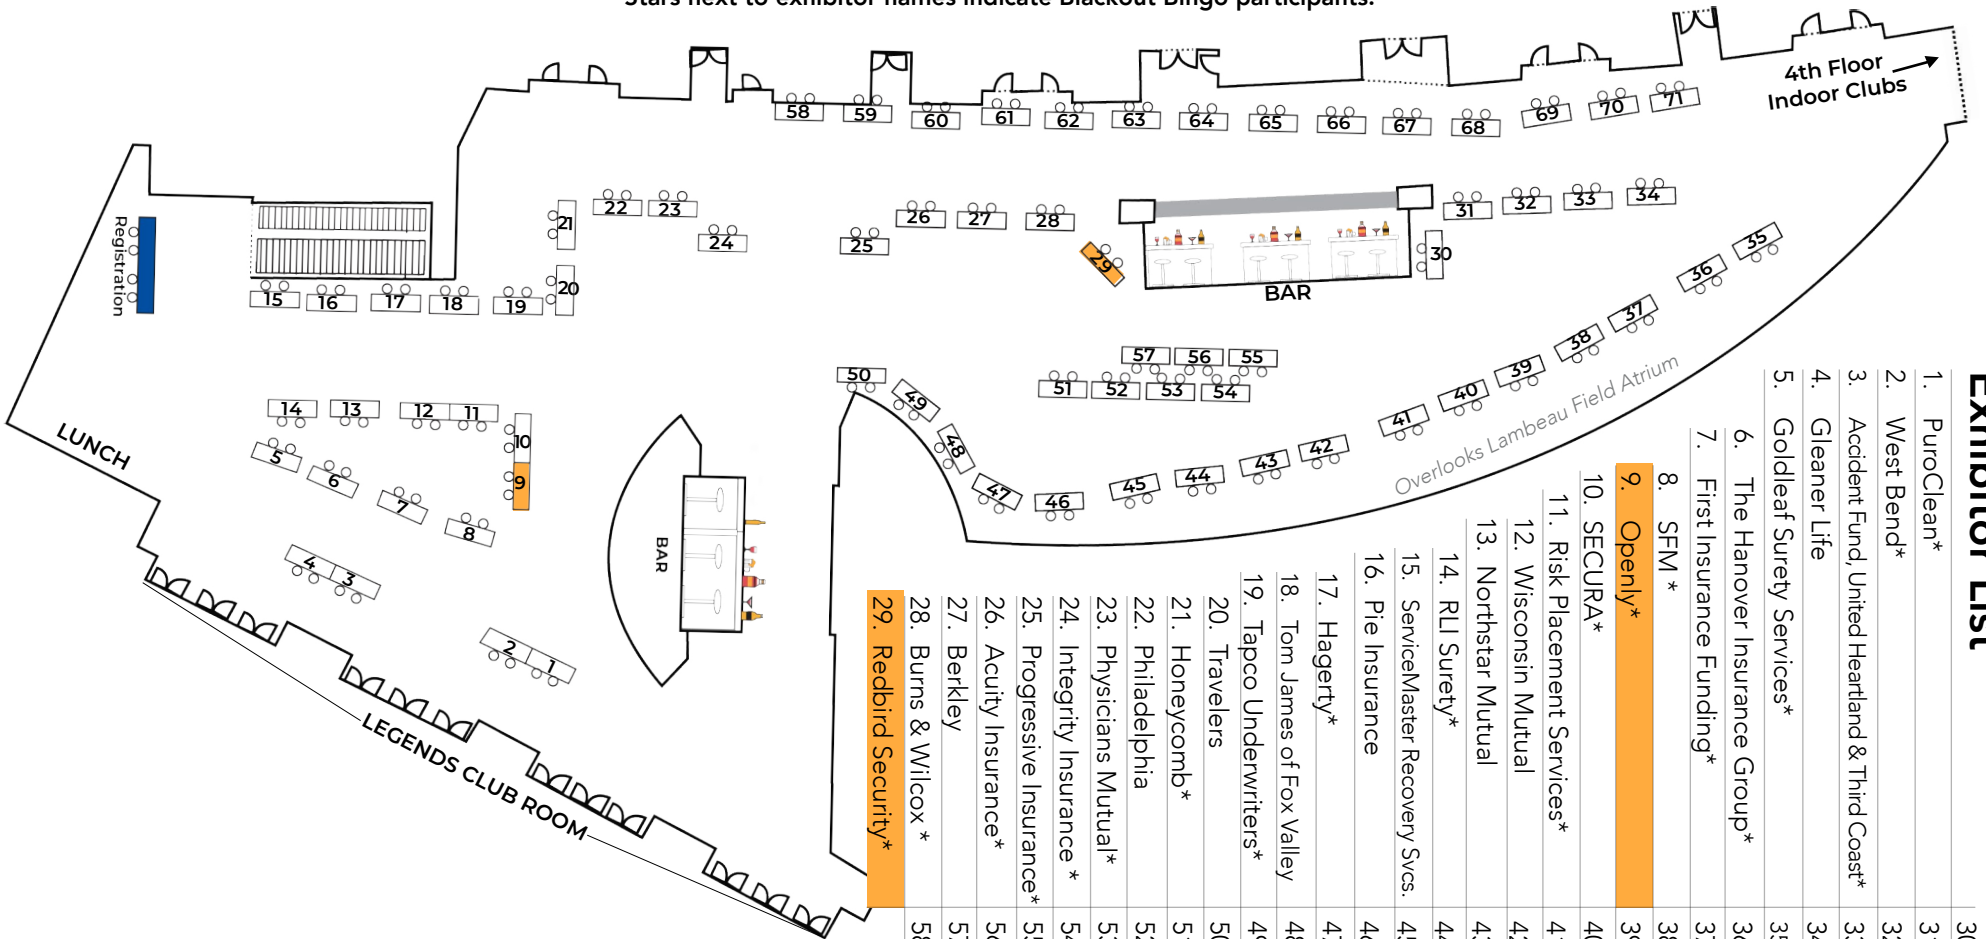 Stars next to exhibitor names indicate Blackout Bingo participants.
4th Floor
Indoor Clubs
58
59
60
61
62
63
64
65
66
67
68
69
70
71
Registration
21
22
23
24
25
26
27
28
29
30
31
32
33
34
35
36
37
38
39
40
41
42
43
44
45
46
47
48
49
50
BAR
15
16
17
18
19
20
57
56
55
51
52
53
54
Overlooks Lambeau Field Atrium
14
13
12
11
10
9
LUNCH
5
6
7
8
4
3
2
1
BAR
LEGENDS CLUB ROOM
Exhibitor List
1. PuroClean*
2. West Bend*
3. Accident Fund, United Heartland & Third Coast*
4. Gleaner Life
5. Goldleaf Surety Services*
6. The Hanover Insurance Group*
7. First Insurance Funding*
8. SFM *
9. Openly*
10. SECURA*
11. Risk Placement Services*
12. Wisconsin Mutual
13. Northstar Mutual
14. RLI Surety*
15. ServiceMaster Recovery Svcs.
16. Pie Insurance
17. Hagerty*
18. Tom James of Fox Valley
19. Tapco Underwriters*
20. Travelers
21. Honeycomb*
22. Philadelphia
23. Physicians Mutual*
24. Integrity Insurance *
25. Progressive Insurance*
26. Acuity Insurance*
27. Berkley
28. Burns & Wilcox *
29. Redbird Security*